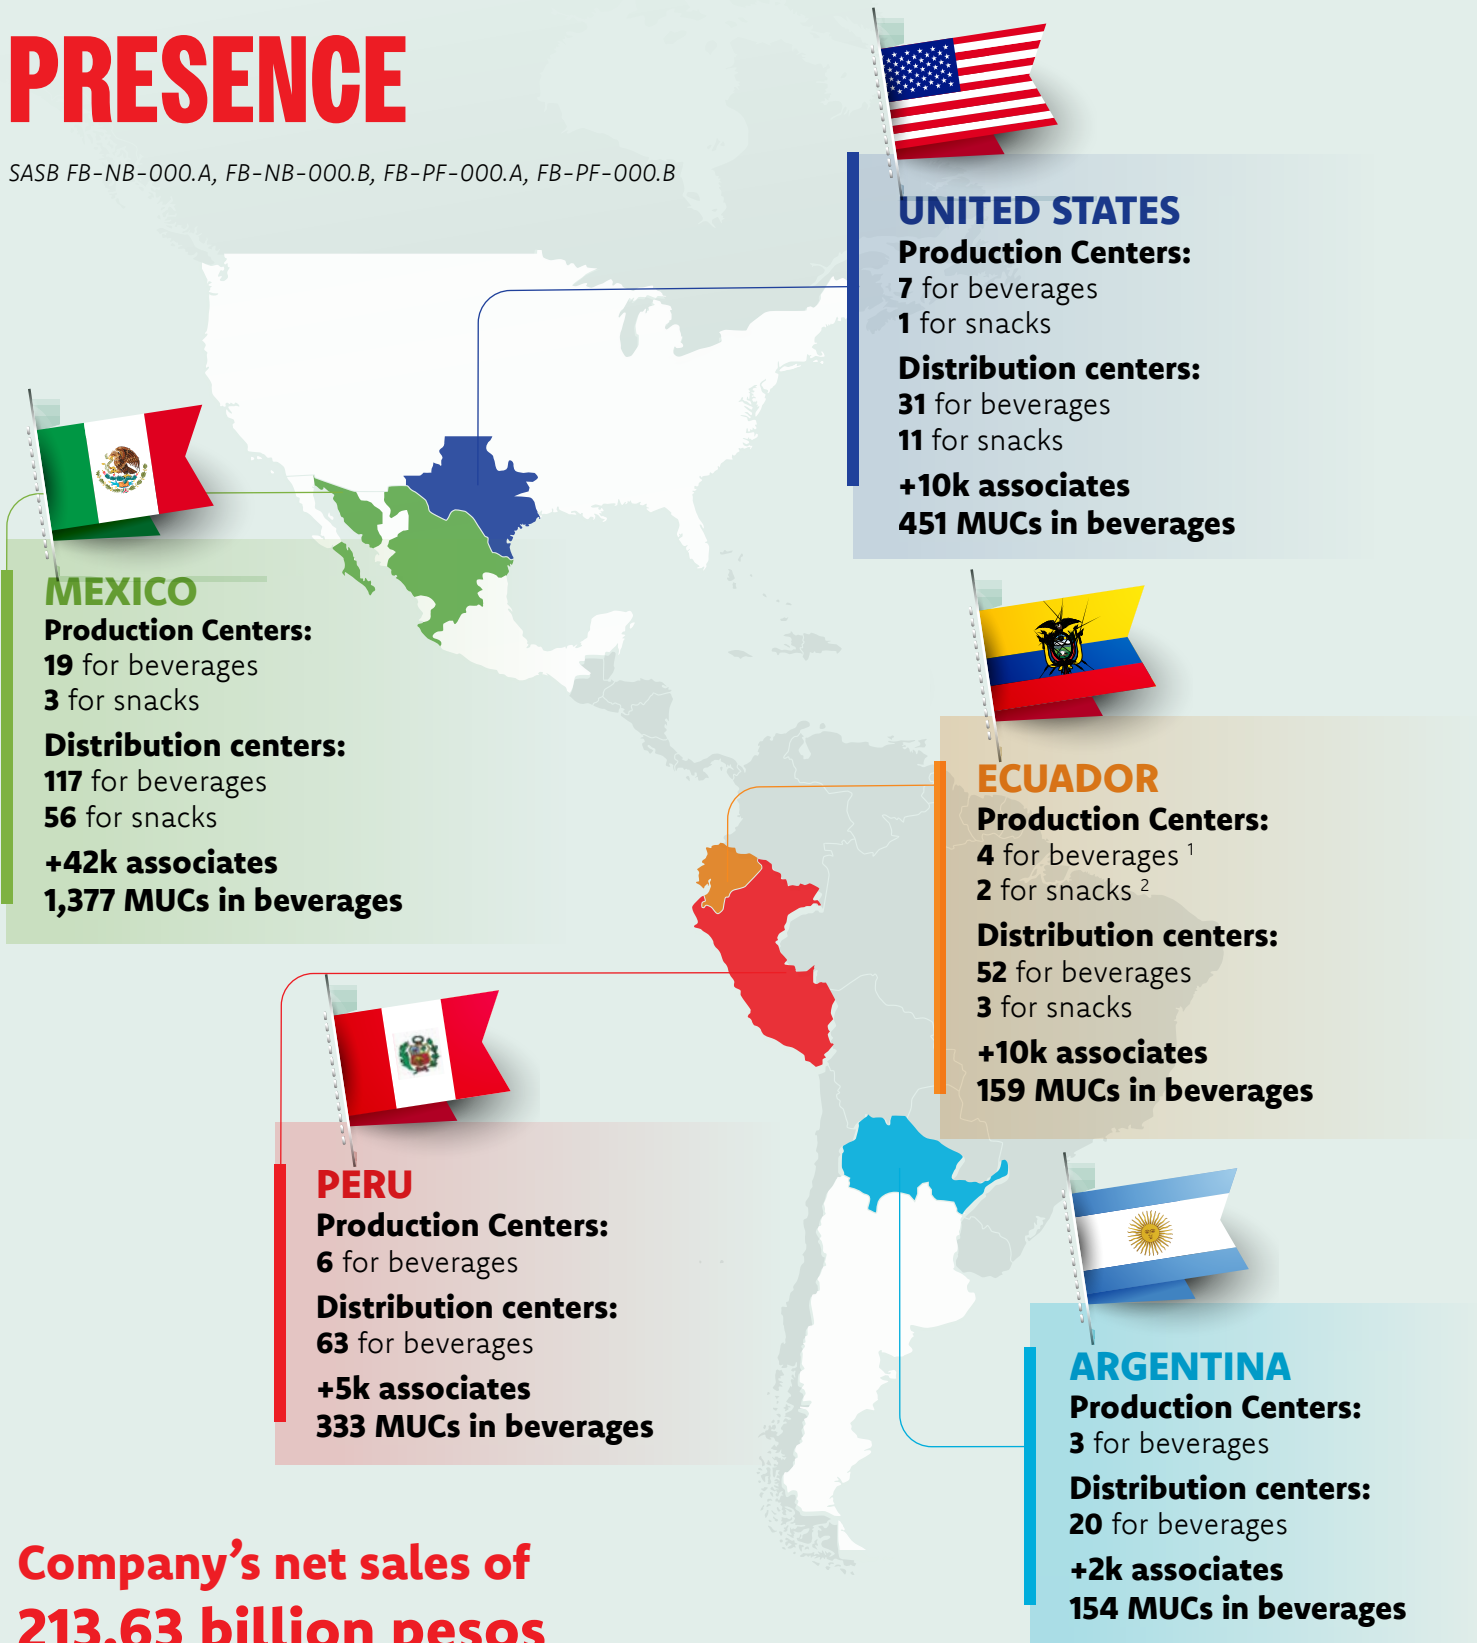 PRESENCE
SASB FB-NB-000.A, FB-NB-000.B, FB-PF-000.A, FB-PF-000.B
UNITED STATES
Production Centers:
7 for beverages
1 for snacks
Distribution centers:
31 for beverages
11 for snacks
+10k associates
451 MUCs in beverages
MEXICO
Production Centers:
19 for beverages
3 for snacks
Distribution centers:
117 for beverages
56 for snacks
+42k associates
1,377 MUCs in beverages
ECUADOR
Production Centers:
4 for beverages 1
2 for snacks 2
Distribution centers:
52 for beverages
3 for snacks
+10k associates
159 MUCs in beverages
PERU
Production Centers:
6 for beverages
Distribution centers:
63 for beverages
+5k associates
333 MUCs in beverages
ARGENTINA
Production Centers:
3 for beverages
Distribution centers:
20 for beverages
+2k associates
154 MUCs in beverages
Company’s net sales of
213.63 billion pesos